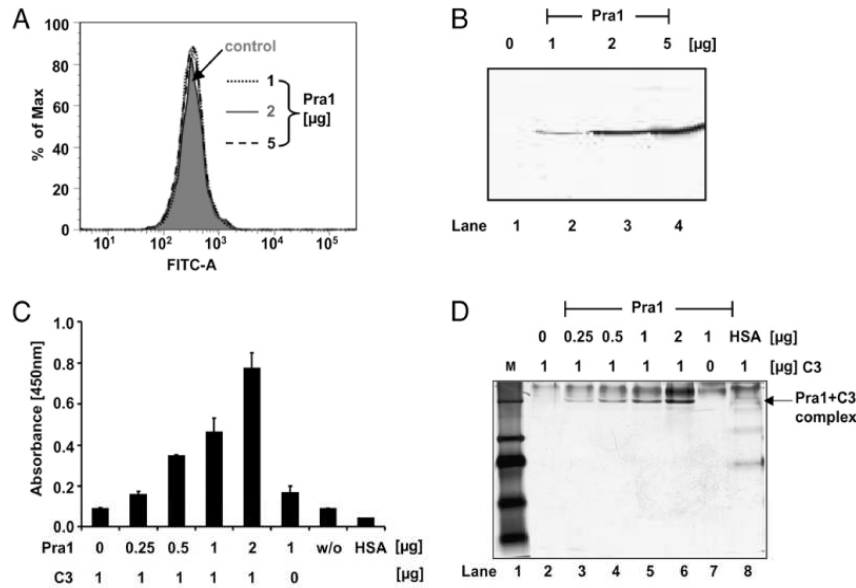 A
100
80
60
40
20
0
% of Max
control
1
2
5
Pra1
[µg]
10¹ 10² 10³ 10⁴ 10⁵
FITC-A
B
Pra1
0 1 2 5 [µg]
Lane 1 2 3 4
C
1.0
0.8
0.6
0.4
0.2
0.0
Absorbance [450nm]
Pra1 0 0.25 0.5 1 2 1 w/o HSA [µg]
C3 1 1 1 1 1 0 [µg]
D
Pra1
0 0.25 0.5 1 2 1 HSA [µg]
M 1 1 1 1 1 0 1 [µg] C3
Pra1+C3
complex
Lane 1 2 3 4 5 6 7 8